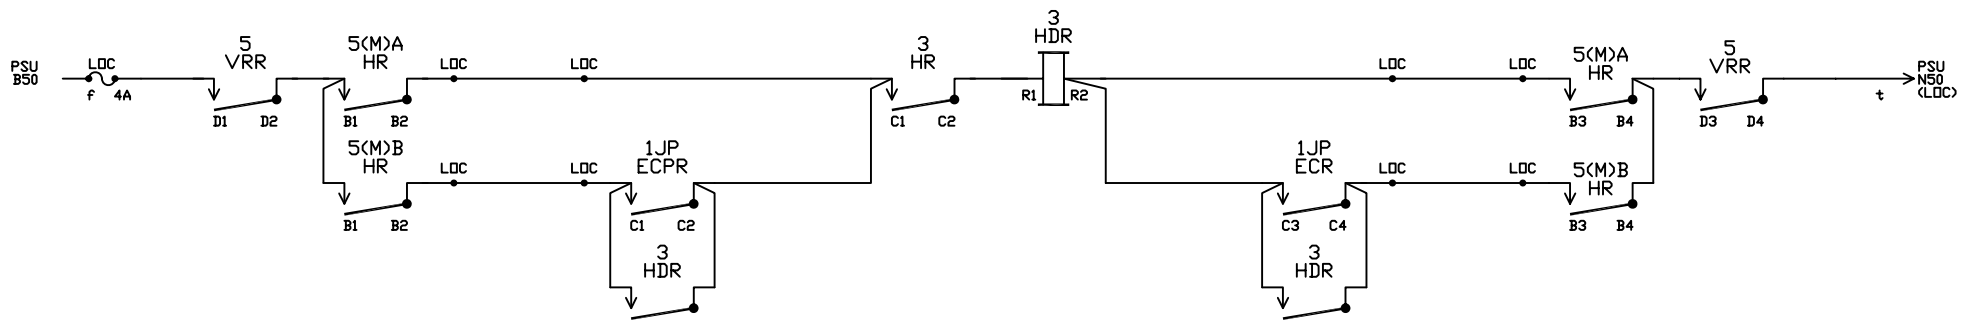 PSU
B50
LOC
f 4A
5
VRR
D1 D2
5(M)A
HR
B1 B2
LOC
LOC
3
HR
C1 C2
3
HDR
R1 R2
LOC
LOC
5(M)A
HR
B3 B4
5
VRR
D3 D4
t
PSU
N50
(LOC)
5(M)B
HR
B1 B2
LOC
LOC
1JP
ECPR
C1 C2
3
HDR
1JP
ECR
C3 C4
3
HDR
LOC
LOC
5(M)B
HR
B3 B4